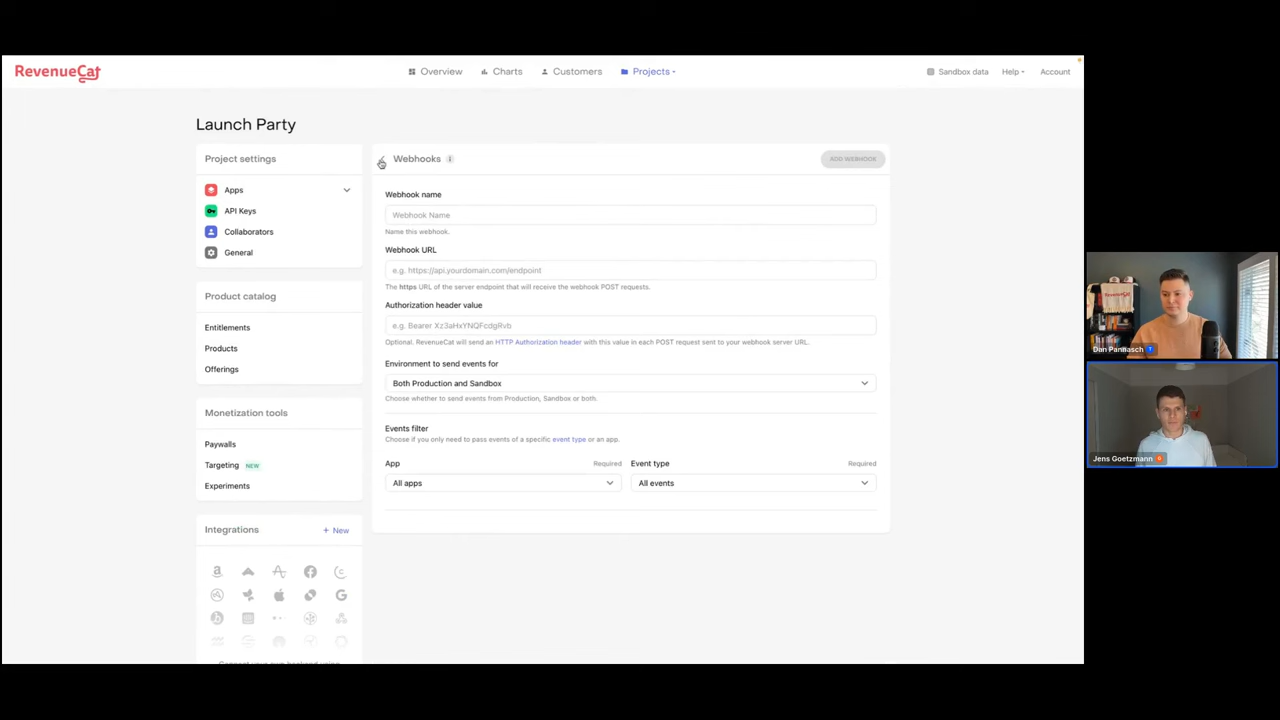 RevenueCat
Overview
Charts
Customers
Projects
Sandbox data
Help
Account
Launch Party
Project settings
Apps
API Keys
Collaborators
General
Product catalog
Entitlements
Products
Offerings
Monetization tools
Paywalls
Targeting NEW
Experiments
Integrations
+ New
Webhooks
ADD WEBHOOK
Webhook name
Webhook Name
Name this webhook.
Webhook URL
e.g. https://api.yourdomain.com/endpoint
The https URL of the server endpoint that will receive the webhook POST requests.
Authorization header value
e.g. Bearer Xz3aHxYNQFcdgRvb
Optional. RevenueCat will send an HTTP Authorization header with this value in each POST request sent to your webhook server URL.
Environment to send events for
Both Production and Sandbox
Choose whether to send events from Production, Sandbox or both.
Events filter
Choose if you only need to pass events of a specific event type or an app.
App Required
All apps
Event type Required
All events
Dan Pannasch
Jens Goetzmann